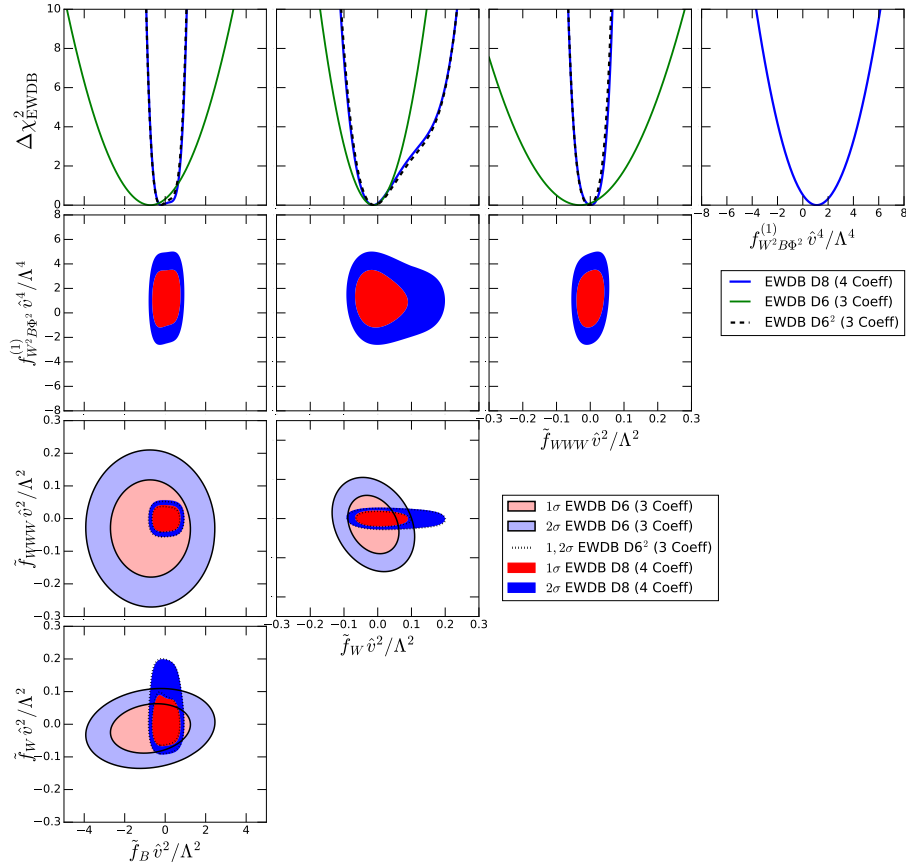 10
8
6
4
2
0
Δχ²_EWDB
−8 −6 −4 −2 0 2 4 6 8
f^{(1)}_{W²BΦ²} v̂⁴/Λ⁴
EWDB D8 (4 Coeff)
EWDB D6 (3 Coeff)
EWDB D6² (3 Coeff)
8
6
4
2
0
−2
−4
−6
−8
f^{(1)}_{W²BΦ²} v̂⁴/Λ⁴
−0.3 −0.2 −0.1 0.0 0.1 0.2 0.3
f̃_{WWW} v̂²/Λ²
0.3
0.2
0.1
0.0
−0.1
−0.2
−0.3
f̃_{WWW} v̂²/Λ²
−0.3 −0.2 −0.1 0.0 0.1 0.2 0.3
f̃_W v̂²/Λ²
1σ EWDB D6 (3 Coeff)
2σ EWDB D6 (3 Coeff)
1, 2σ EWDB D6² (3 Coeff)
1σ EWDB D8 (4 Coeff)
2σ EWDB D8 (4 Coeff)
0.3
0.2
0.1
0.0
−0.1
−0.2
−0.3
f̃_W v̂²/Λ²
−4 −2 0 2 4
f̃_B v̂²/Λ²